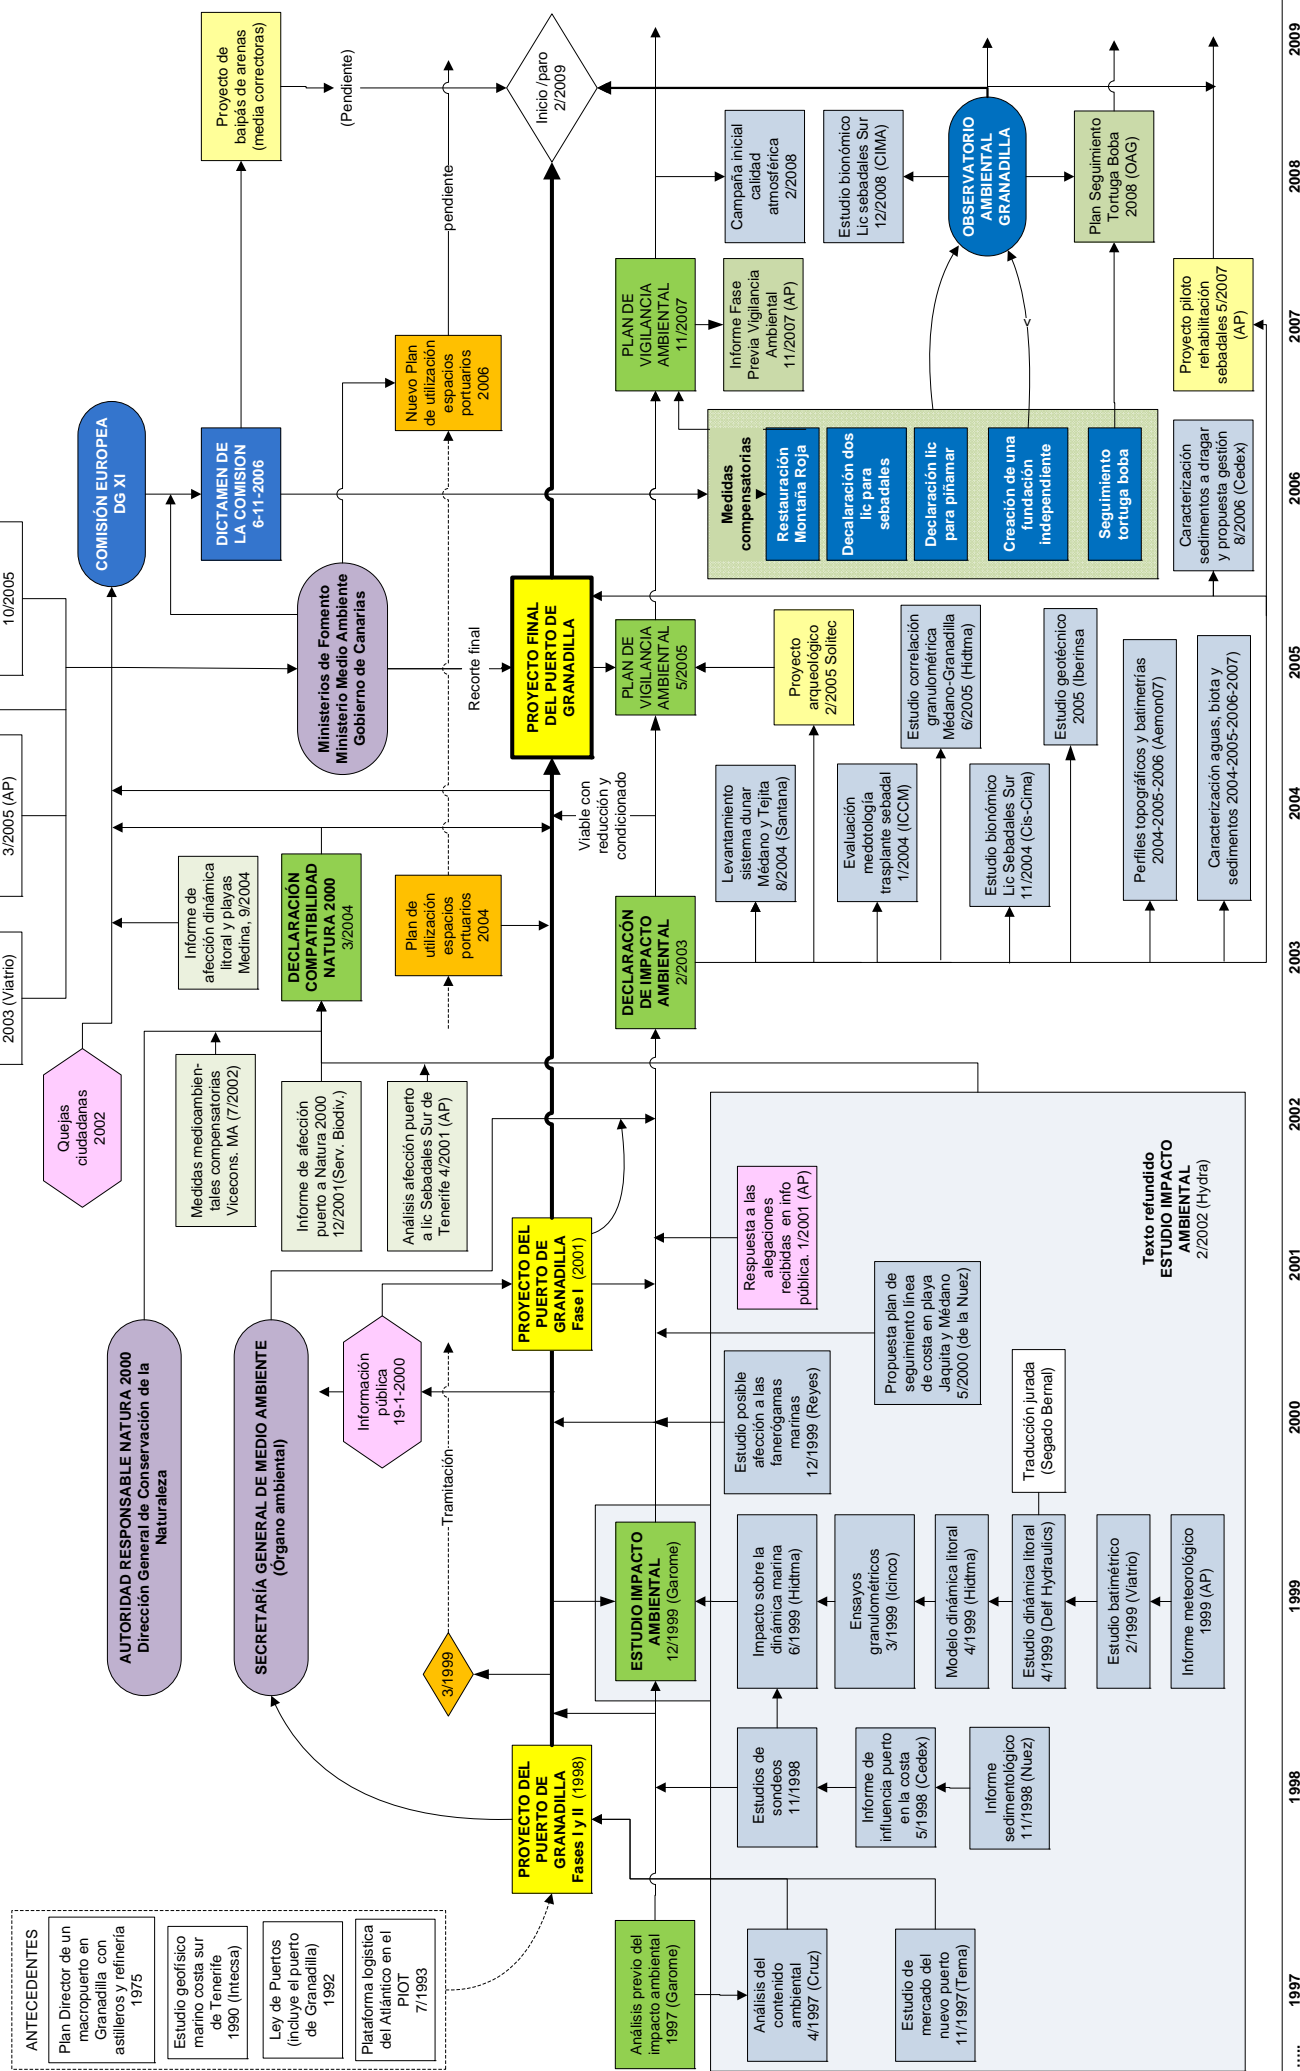 ANTECEDENTES
Plan Director de un
macropuerto en
Granadilla con
astilleros y refinería
1975
Estudio geofísico
marino costa sur
de Tenerife
1990 (Intecsa)
Ley de Puertos
(incluye el puerto
de Granadilla)
1992
Plataforma logistica
del Atlántico en el
PIOT
7/1993
AUTORIDAD RESPONSABLE NATURA 2000
Dirección General de Conservación de la
Naturaleza
SECRETARÍA GENERAL DE MEDIO AMBIENTE
(Órgano ambiental)
Información
pública
19-1-2000
Tramitación
3/1999
PROYECTO DEL
PUERTO DE
GRANADILLA
Fases I y II (1998)
PROYECTO DEL
PUERTO DE
GRANADILLA
Fase I (2001)
Quejas
ciudadanas
2002
Medidas medioambien-
tales compensatorias
Vicecons. MA (7/2002)
Informe de afección
puerto a Natura 2000
12/2001(Serv. Biodiv.)
Análisis afección puerto
a lic Sebadales Sur de
Tenerife 4/2001 (AP)
2003 (Viatrio)
3/2005 (AP)
10/2005
Informe de
afección dinámica
litoral y playas
Medina, 9/2004
DECLARACIÓN
COMPATIBILIDAD
NATURA 2000
3/2004
Plan de
utilización
espacios
portuarios
2004
COMISIÓN EUROPEA
DG XI
DICTAMEN DE
LA COMISION
6-11-2006
Ministerios de Fomento
Ministerio Medio Ambiente
Gobierno de Canarias
Recorte final
PROYECTO FINAL
DEL PUERTO DE
GRANADILLA
Viable con
reducción y
condicionado
Nuevo Plan
de utilización
espacios
portuarios
2006
pendiente
Proyecto de
baipás de arenas
(media correctoras)
(Pendiente)
Inicio /paro
2/2009
Análisis previo del
impacto ambiental
1997 (Garome)
ESTUDIO IMPACTO
AMBIENTAL
12/1999 (Garome)
DECLARACÓN
DE IMPACTO
AMBIENTAL
2/2003
PLAN DE
VIGILANCIA
AMBIENTAL
5/2005
PLAN DE
VIGILANCIA
AMBIENTAL
11/2007
Análisis del
contenido
ambiental
4/1997 (Cruz)
Estudio de
mercado del
nuevo puerto
11/1997(Tema)
Estudios de
sondeos
11/1998
Informe de
influencia puerto
en la costa
5/1998 (Cedex)
Informe
sedimentológico
11/1998 (Nuez)
Impacto sobre la
dinámica marina
6/1999 (Hidtma)
Ensayos
granulométricos
3/1999 (Icinco)
Modelo dinámica litoral
4/1999 (Hidtma)
Estudio dinámica litoral
4/1999 (Delf Hydraulics)
Estudio batimétrico
2/1999 (Viatrio)
Informe meteorológico
1999 (AP)
Estudio posible
afección a las
fanerógamas
marinas
12/1999 (Reyes)
Traducción jurada
(Segado Bernal)
Respuesta a las
alegaciones
recibidas en info
pública. 1/2001 (AP)
Propuesta plan de
seguimiento línea
de costa en playa
Jaquita y Médano
5/2000 (de la Nuez)
Texto refundido
ESTUDIO IMPACTO
AMBIENTAL
2/2002 (Hydra)
Levantamiento
sistema dunar
Médano y Tejita
8/2004 (Santana)
Proyecto
arqueológico
2/2005 Solitec
Evaluación
medotología
trasplante sebadal
1/2004 (ICCM)
Estudio correlación
granulométrica
Médano-Granadilla
6/2005 (Hidtma)
Estudio bionómico
Lic Sebadales Sur
11/2004 (Cis-Cima)
Estudio geotécnico
2005 (Iberinsa)
Perfiles topográficos y batimetrías
2004-2005-2006 (Aemon07)
Caracterización aguas, biota y
sedimentos 2004-2005-2006-2007)
Medidas
compensatorias
Restauración
Montaña Roja
Decalaración dos
lic para
sebadales
Declaración lic
para piñamar
Creación de una
fundación
independiente
Seguimiento
tortuga boba
Caracterización
sedimentos a dragar
y propuesta gestión
8/2006 (Cedex)
Informe Fase
Previa Vigilancia
Ambiental
11/2007 (AP)
Campaña inicial
calidad
atmosférica
2/2008
Estudio bionómico
Lic sebadales Sur
12/2008 (CIMA)
OBSERVATORIO
AMBIENTAL
GRANADILLA
v
Plan Seguimiento
Tortuga Boba
2008 (OAG)
Proyecto piloto
rehabilitación
sebadales 5/2007
(AP)
..... 1997 1998 1999 2000 2001 2002 2003 2004 2005 2006 2007 2008 2009